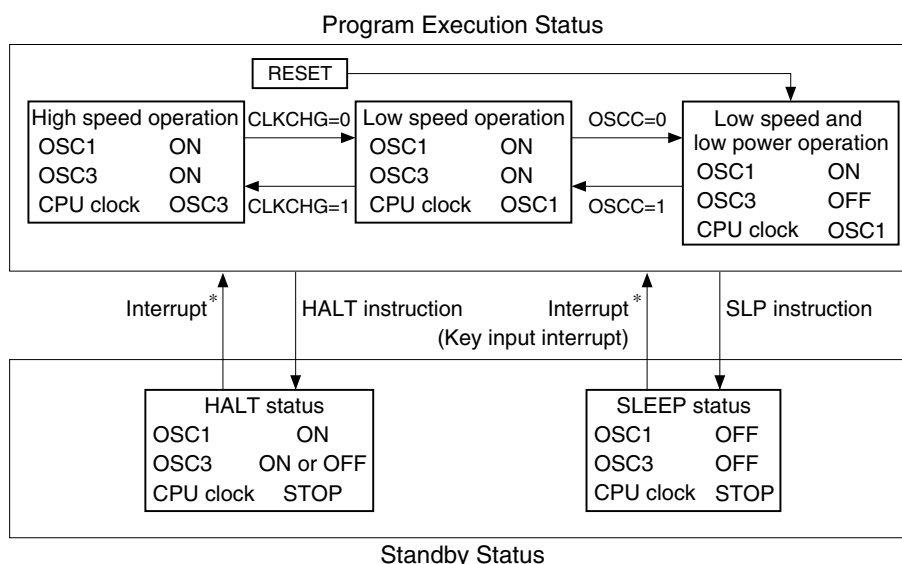 Program Execution Status
RESET
High speed operation
OSC1 ON
OSC3 ON
CPU clock OSC3
CLKCHG=0
CLKCHG=1
Low speed operation
OSC1 ON
OSC3 ON
CPU clock OSC1
OSCC=0
OSCC=1
Low speed and
low power operation
OSC1 ON
OSC3 OFF
CPU clock OSC1
Interrupt*
HALT instruction
Interrupt*
(Key input interrupt)
SLP instruction
HALT status
OSC1 ON
OSC3 ON or OFF
CPU clock STOP
SLEEP status
OSC1 OFF
OSC3 OFF
CPU clock STOP
Standby Status